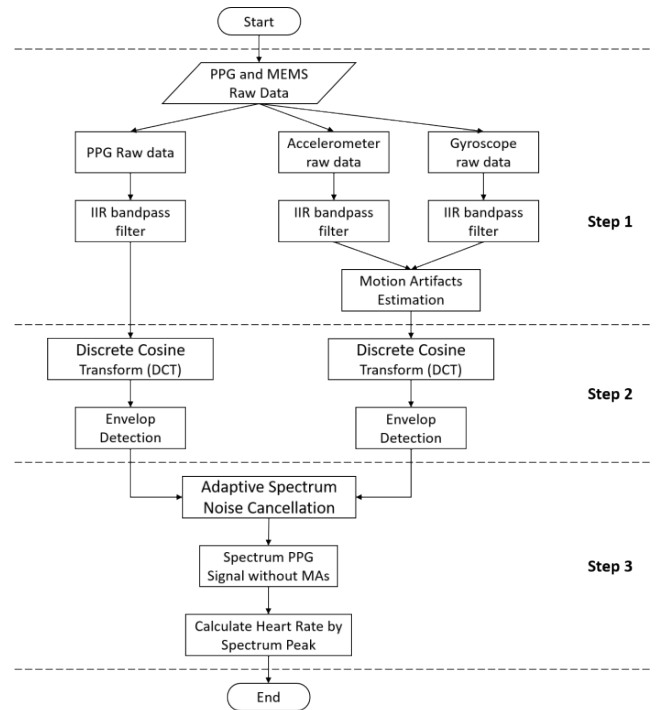 Start
PPG and MEMS
Raw Data
PPG Raw data
Accelerometer
raw data
Gyroscope
raw data
IIR bandpass
filter
IIR bandpass
filter
IIR bandpass
filter
Step 1
Motion Artifacts
Estimation
Discrete Cosine
Transform (DCT)
Discrete Cosine
Transform (DCT)
Step 2
Envelop
Detection
Envelop
Detection
Adaptive Spectrum
Noise Cancellation
Spectrum PPG
Signal without MAs
Step 3
Calculate Heart Rate by
Spectrum Peak
End